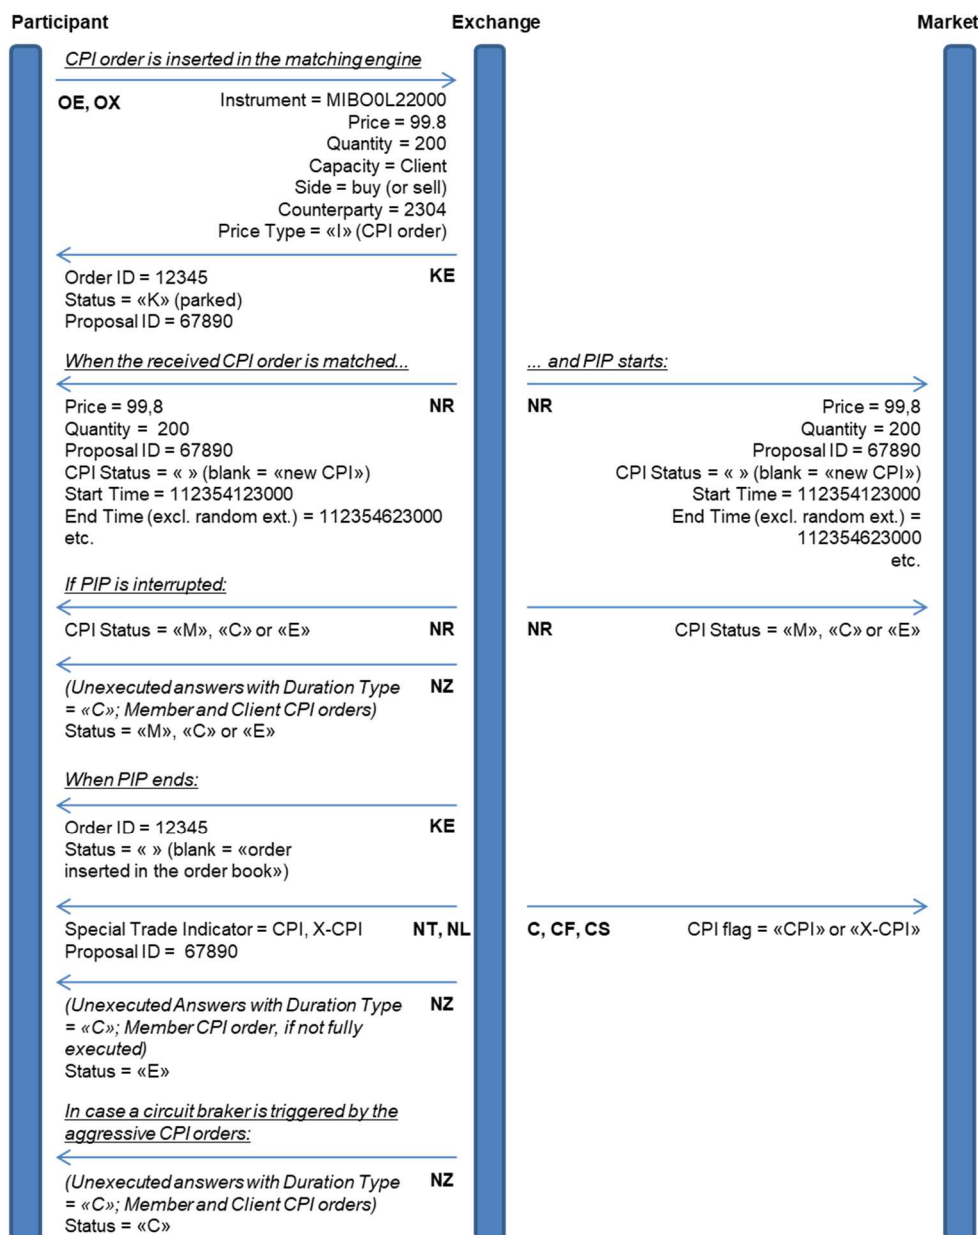 Participant Exchange Market
CPI order is inserted in the matching engine
OE, OX Instrument = MIBO0L22000
Price = 99.8
Quantity = 200
Capacity = Client
Side = buy (or sell)
Counterparty = 2304
Price Type = «I» (CPI order)
Order ID = 12345 KE
Status = «K» (parked)
Proposal ID = 67890
When the received CPI order is matched...
Price = 99,8 NR
Quantity = 200
Proposal ID = 67890
CPI Status = « » (blank = «new CPI»)
Start Time = 112354123000
End Time (excl. random ext.) = 112354623000
etc.
... and PIP starts:
NR Price = 99,8
Quantity = 200
Proposal ID = 67890
CPI Status = « » (blank = «new CPI»)
Start Time = 112354123000
End Time (excl. random ext.) =
112354623000
etc.
If PIP is interrupted:
CPI Status = «M», «C» or «E» NR
NR CPI Status = «M», «C» or «E»
(Unexecuted answers with Duration Type NZ
= «C»; Member and Client CPI orders)
Status = «M», «C» or «E»
When PIP ends:
Order ID = 12345 KE
Status = « » (blank = «order
inserted in the order book»)
Special Trade Indicator = CPI, X-CPI NT, NL
Proposal ID = 67890
C, CF, CS CPI flag = «CPI» or «X-CPI»
(Unexecuted Answers with Duration Type NZ
= «C»; Member CPI order, if not fully
executed)
Status = «E»
In case a circuit braker is triggered by the
aggressive CPI orders:
(Unexecuted answers with Duration Type NZ
= «C»; Member and Client CPI orders)
Status = «C»